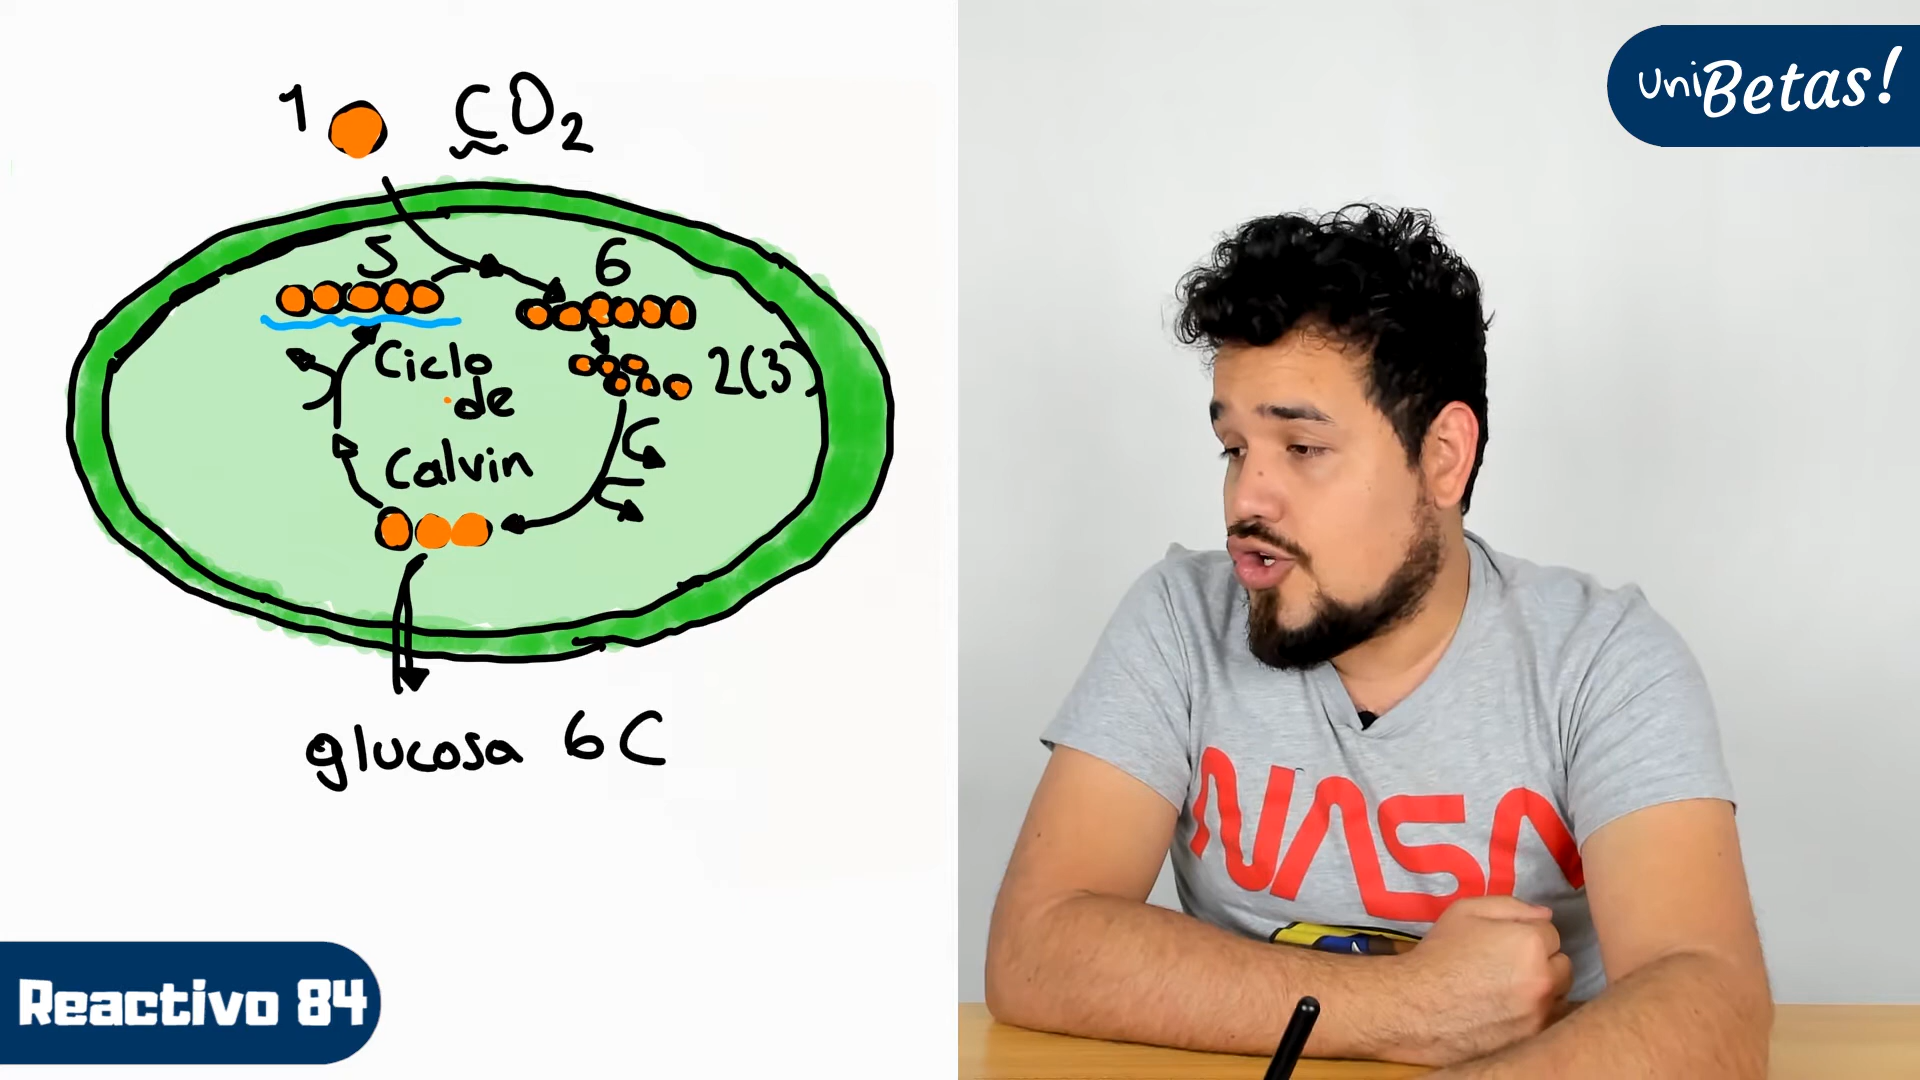 1 CO2
5
6
2(3)
Ciclo
de
Calvin
glucosa 6C
Reactivo 84
uniBetas!
NASA